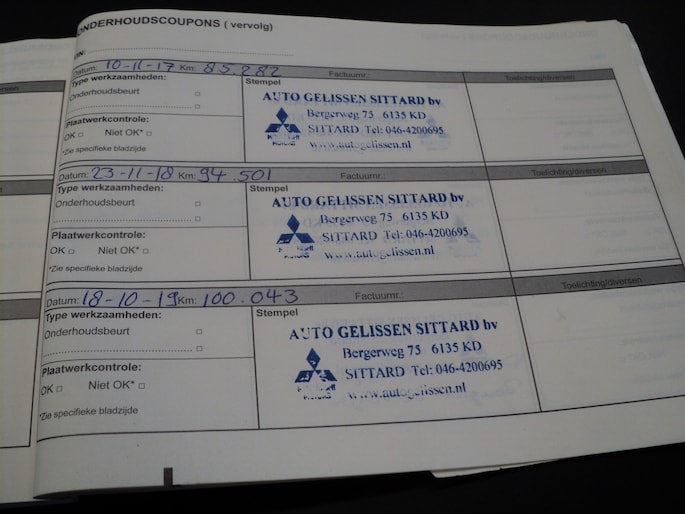 ONDERHOUDSCOUPONS ( vervolg)
Datum: 10-11-17 Km: 85.282 Factuurnr.: Toelichting/diversen
Type werkzaamheden: Stempel
Onderhoudsbeurt
Plaatwerkcontrole:
OK Niet OK*
*Zie specifieke bladzijde
AUTO GELISSEN SITTARD bv
Bergerweg 75 6135 KD
SITTARD Tel: 046-4200695
www.autogelissen.nl
Datum: 23-11-18 Km: 94.501 Factuurnr.: Toelichting/diversen
Type werkzaamheden: Stempel
Onderhoudsbeurt
Plaatwerkcontrole:
OK Niet OK*
*Zie specifieke bladzijde
AUTO GELISSEN SITTARD bv
Bergerweg 75 6135 KD
SITTARD Tel: 046-4200695
www.autogelissen.nl
Datum: 18-10-19 Km: 100.043 Factuurnr.: Toelichting/diversen
Type werkzaamheden: Stempel
Onderhoudsbeurt
Plaatwerkcontrole:
OK Niet OK*
*Zie specifieke bladzijde
AUTO GELISSEN SITTARD bv
Bergerweg 75 6135 KD
SITTARD Tel: 046-4200695
www.autogelissen.nl